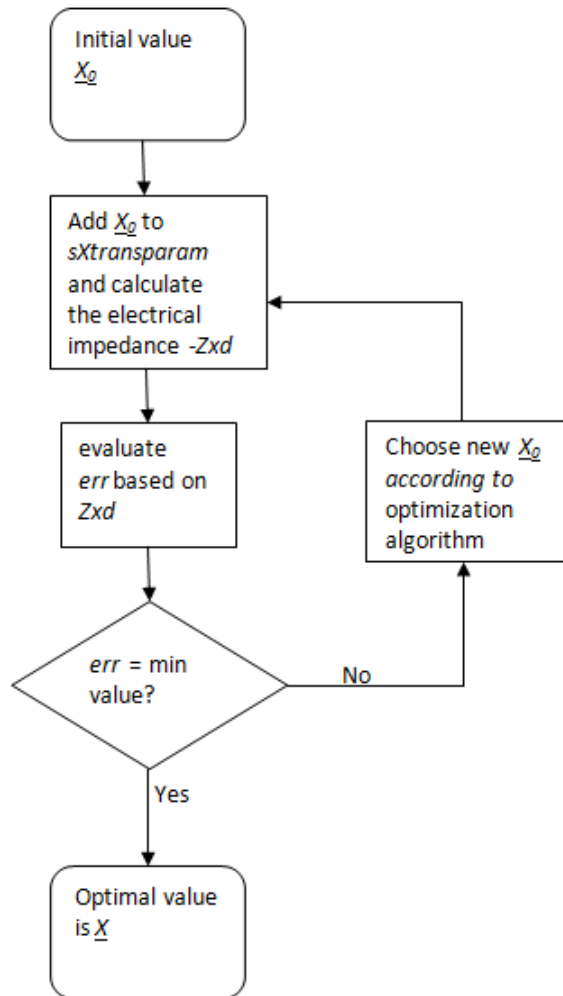 Initial value
X₀
Add X₀ to
sXtransparam
and calculate
the electrical
impedance -Zxd
evaluate
err based on
Zxd
Choose new X₀
according to
optimization
algorithm
err = min
value?
No
Yes
Optimal value
is X